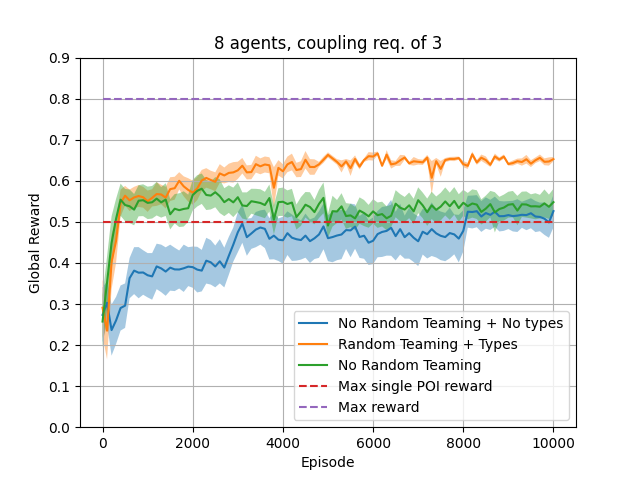 8 agents, coupling req. of 3
Global Reward
0.9
0.8
0.7
0.6
0.5
0.4
0.3
0.2
0.1
0.0
No Random Teaming + No types
Random Teaming + Types
No Random Teaming
Max single POI reward
Max reward
0
2000
4000
6000
8000
10000
Episode